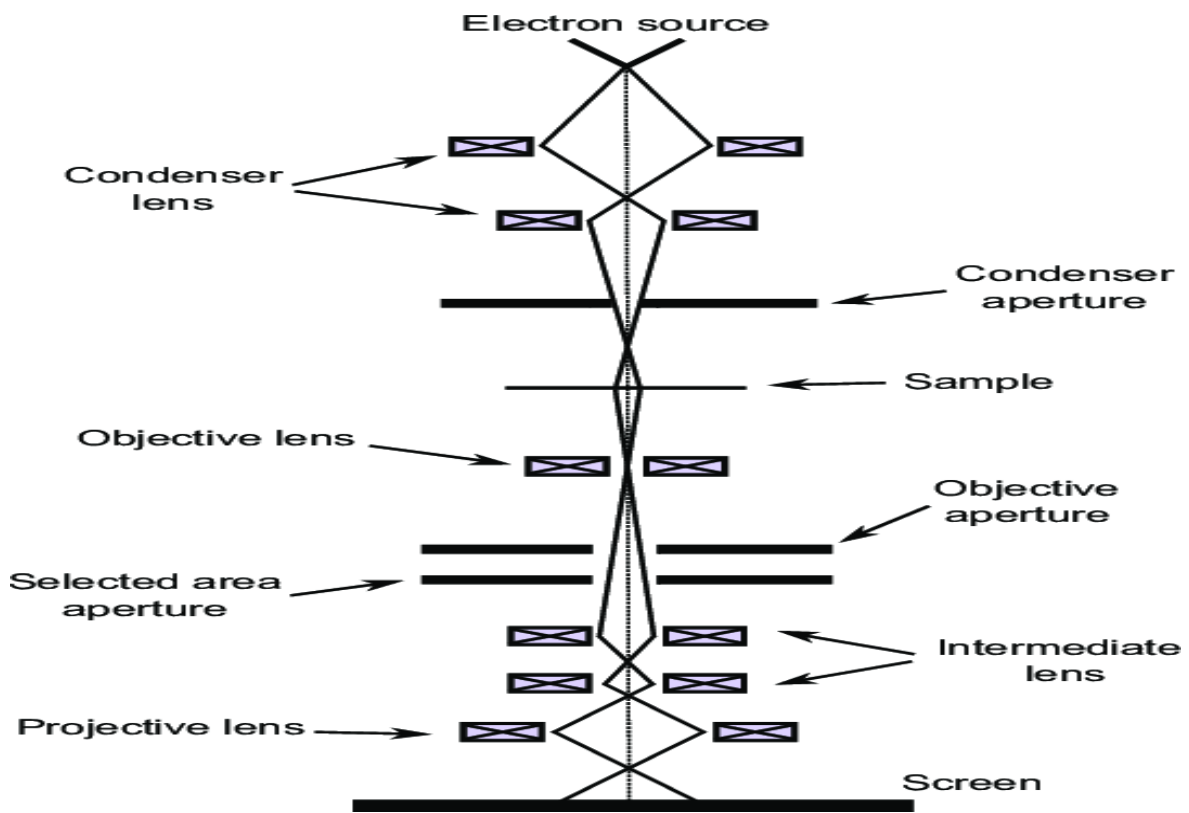 Electron source
Condenser
lens
Condenser
aperture
Sample
Objective lens
Objective
aperture
Selected area
aperture
Intermediate
lens
Projective lens
Screen